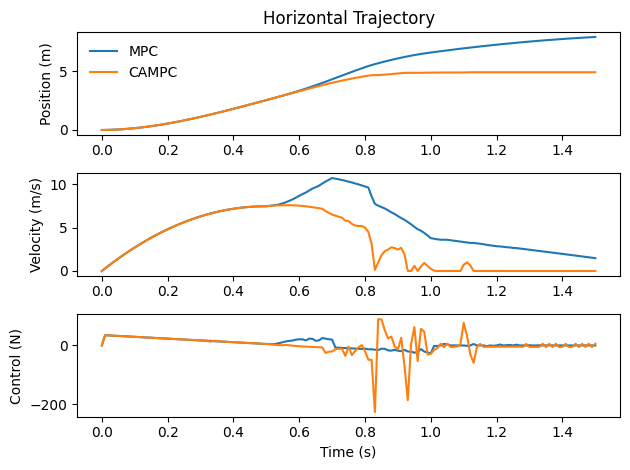 Horizontal Trajectory
Position (m)
5
0
MPC
CAMPC
0.0 0.2 0.4 0.6 0.8 1.0 1.2 1.4
Velocity (m/s)
10
5
0
0.0 0.2 0.4 0.6 0.8 1.0 1.2 1.4
Control (N)
0
−200
0.0 0.2 0.4 0.6 0.8 1.0 1.2 1.4
Time (s)